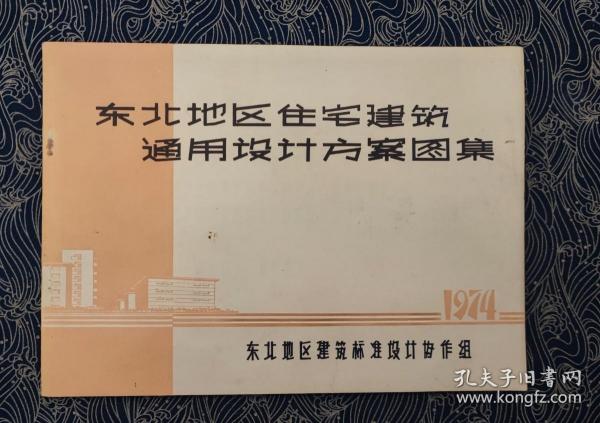 东北地区住宅建筑
通用设计方案图集
1974
东北地区建筑标准设计协作组
孔夫子旧書网
www.kongfz.com